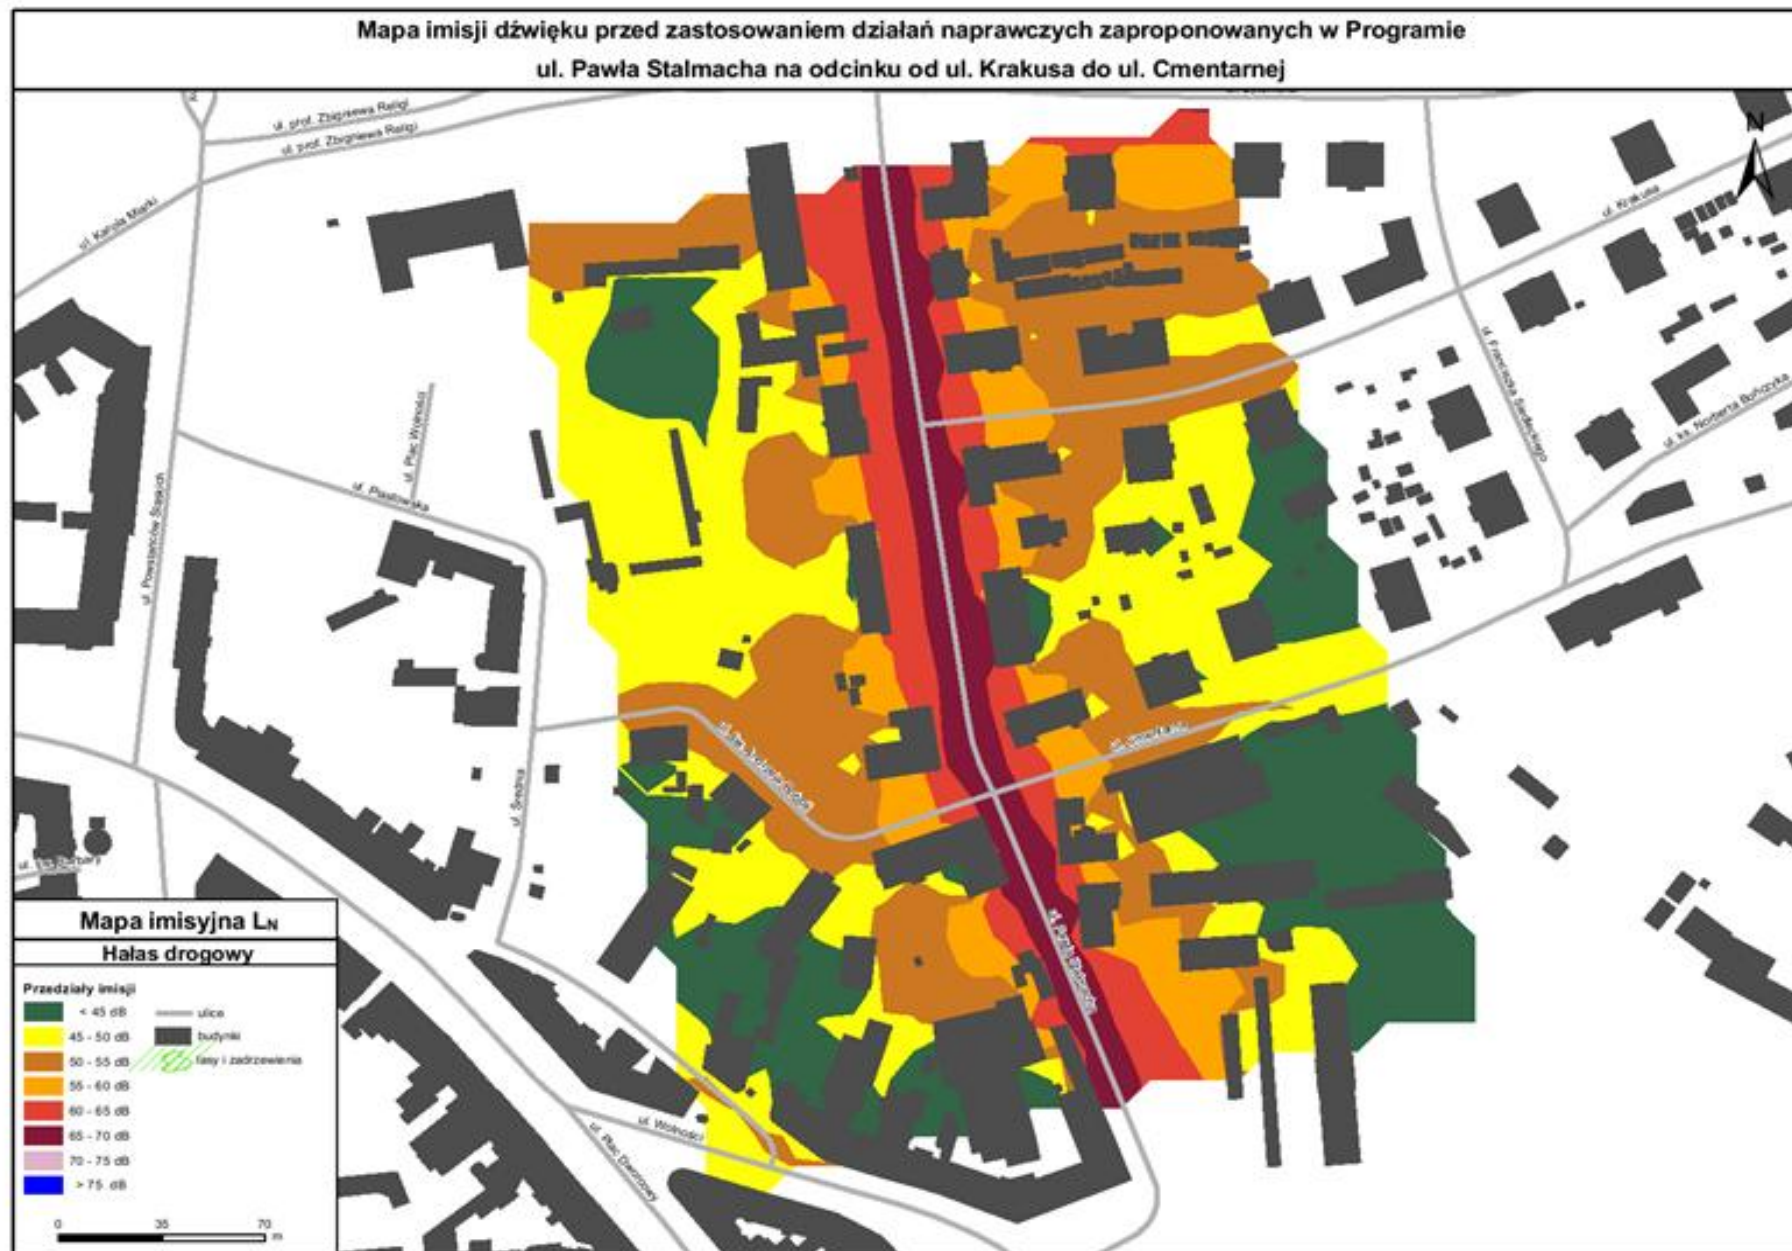 Mapa imisji dźwięku przed zastosowaniem działań naprawczych zaproponowanych w Programie
ul. Pawła Stalmacha na odcinku od ul. Krakusa do ul. Cmentarnej
ul. prof. Zbigniewa Religi
ul. prof. Zbigniewa Religi
N
ul. Karola Miarki
ul. Krakusa
ul. Franciszka Siedleckiego
ul. ks. Norberta Bończyka
ul. Plac Wolności
ul. Piastowska
ul. Powstańców Śląskich
ul. Średnia
ul. Wolności
ul. Plac Dworcowy
Mapa imisyjna LN
Hałas drogowy
Przedziały imisji
< 45 dB
ulice
45 - 50 dB
budynki
50 - 55 dB
lasy i zadrzewienia
55 - 60 dB
60 - 65 dB
65 - 70 dB
70 - 75 dB
> 75 dB
0 35 70
m